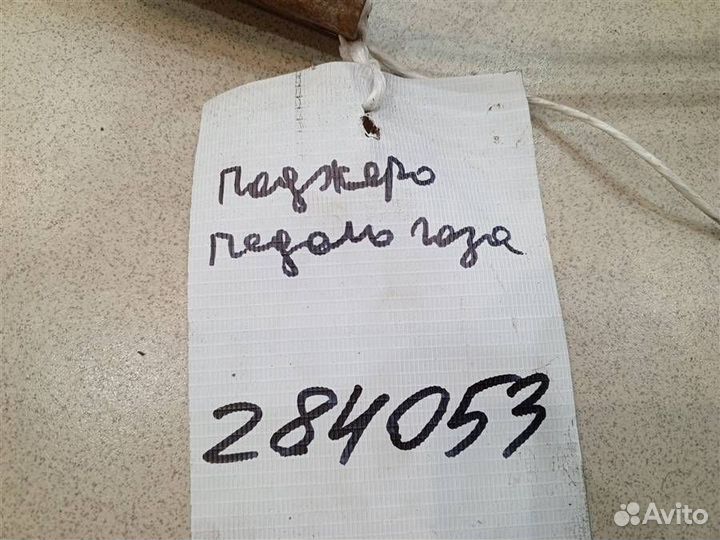 паджеро
педаль газа
284053
Avito